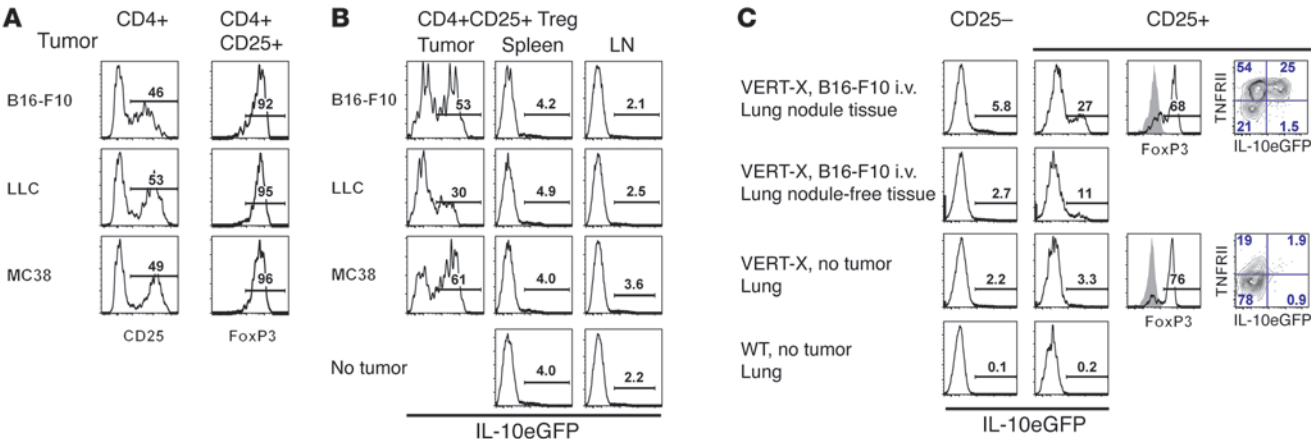 A
CD4+
CD4+
CD25+
Tumor
B16-F10
46
92
LLC
53
95
MC38
49
96
CD25
FoxP3
B
CD4+CD25+ Treg
Tumor
Spleen
LN
B16-F10
53
4.2
2.1
LLC
30
4.9
2.5
MC38
61
4.0
3.6
No tumor
4.0
2.2
IL-10eGFP
C
CD25–
CD25+
VERT-X, B16-F10 i.v.
Lung nodule tissue
5.8
27
68
FoxP3
TNFRII
54
25
21
1.5
IL-10eGFP
VERT-X, B16-F10 i.v.
Lung nodule-free tissue
2.7
11
VERT-X, no tumor
Lung
2.2
3.3
76
FoxP3
TNFRII
19
1.9
78
0.9
IL-10eGFP
WT, no tumor
Lung
0.1
0.2
IL-10eGFP